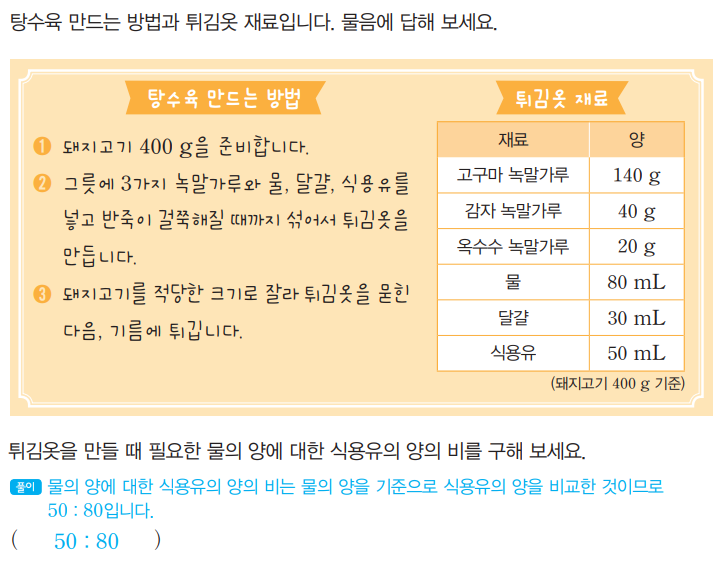 탕수육 만드는 방법과 튀김옷 재료입니다. 물음에 답해 보세요.
탕수육 만드는 방법
① 돼지고기 400 g을 준비합니다.
② 그릇에 3가지 녹말가루와 물, 달걀, 식용유를
넣고 반죽이 걸쭉해질 때까지 섞어서 튀김옷을
만듭니다.
③ 돼지고기를 적당한 크기로 잘라 튀김옷을 묻힌
다음, 기름에 튀깁니다.
튀김옷 재료
재료 양
고구마 녹말가루 140 g
감자 녹말가루 40 g
옥수수 녹말가루 20 g
물 80 mL
달걀 30 mL
식용유 50 mL
(돼지고기 400 g 기준)
튀김옷을 만들 때 필요한 물의 양에 대한 식용유의 양의 비를 구해 보세요.
풀이 물의 양에 대한 식용유의 양의 비는 물의 양을 기준으로 식용유의 양을 비교한 것이므로
50 : 80입니다.
( 50 : 80 )